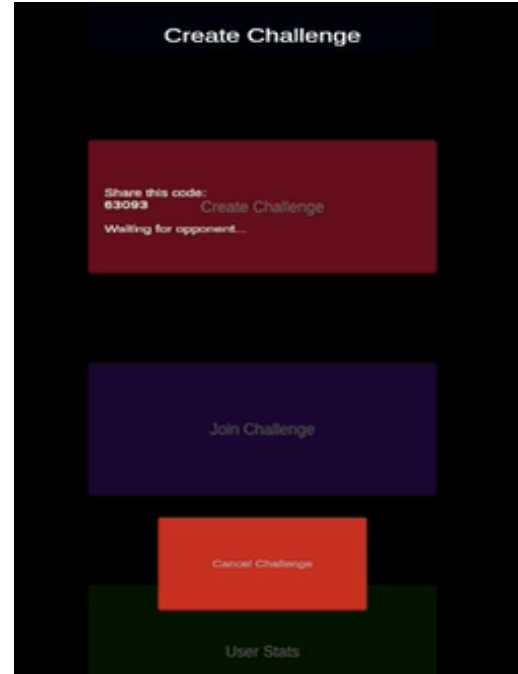 Create Challenge
Share this code:
63093
Create Challenge
Waiting for opponent...
Join Challenge
Cancel Challenge
User Stats